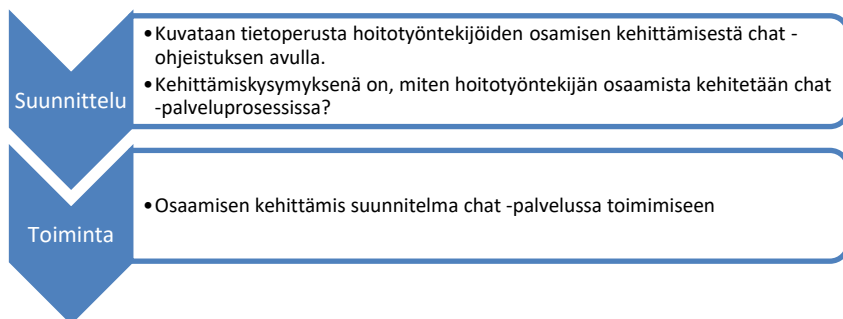 •Kuvataan tietoperusta hoitotyöntekijöiden osamisen kehittämisestä chat -
ohjeistuksen avulla.
•Kehittämiskysymyksenä on, miten hoitotyöntekijän osaamista kehitetään chat
-palveluprosessissa?
Suunnittelu
•Osaamisen kehittämis suunnitelma chat -palvelussa toimimiseen
Toiminta